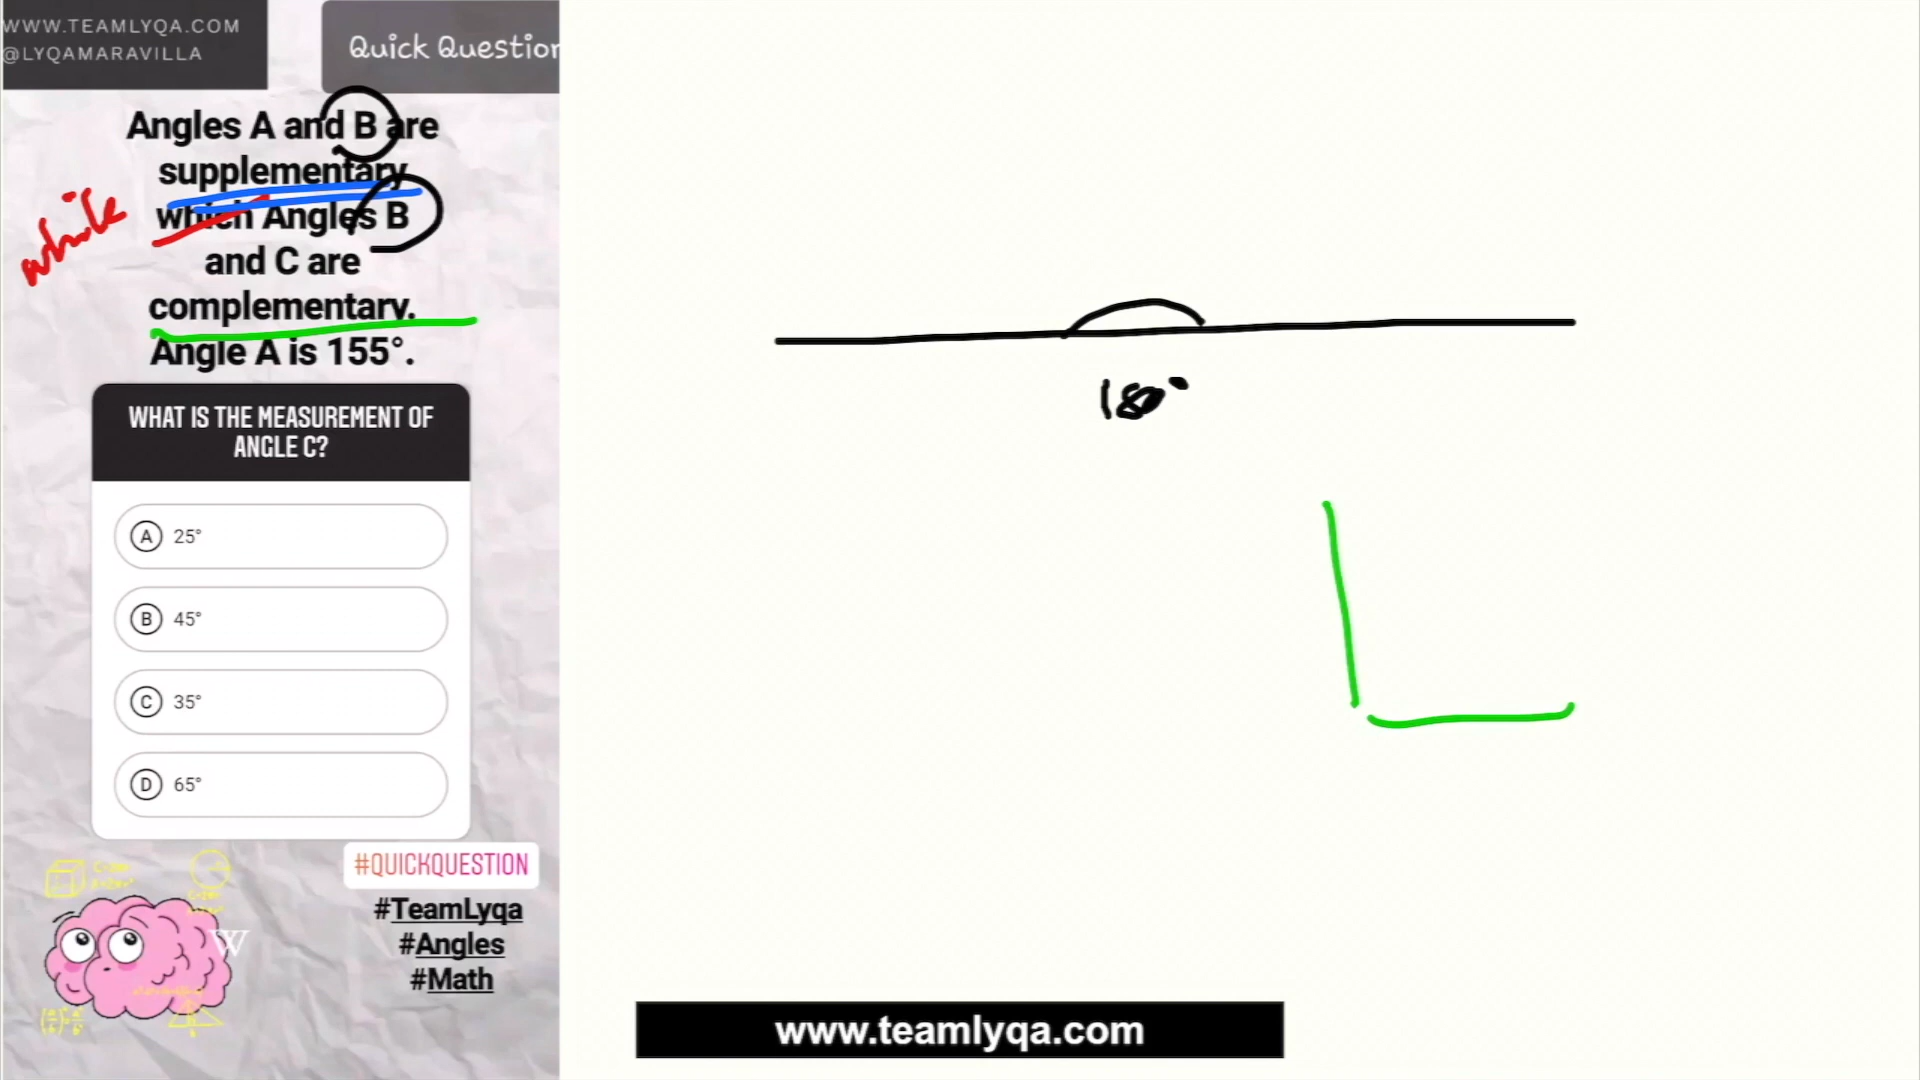 WWW.TEAMLYQA.COM
@LYQAMARAVILLA
Quick Question
Angles A and B are
supplementary
which Angles B
while
and C are
complementary.
Angle A is 155°.
WHAT IS THE MEASUREMENT OF
ANGLE C?
A 25°
B 45°
C 35°
D 65°
#QUICKQUESTION
#TeamLyqa
#Angles
#Math
W
180°
www.teamlyqa.com